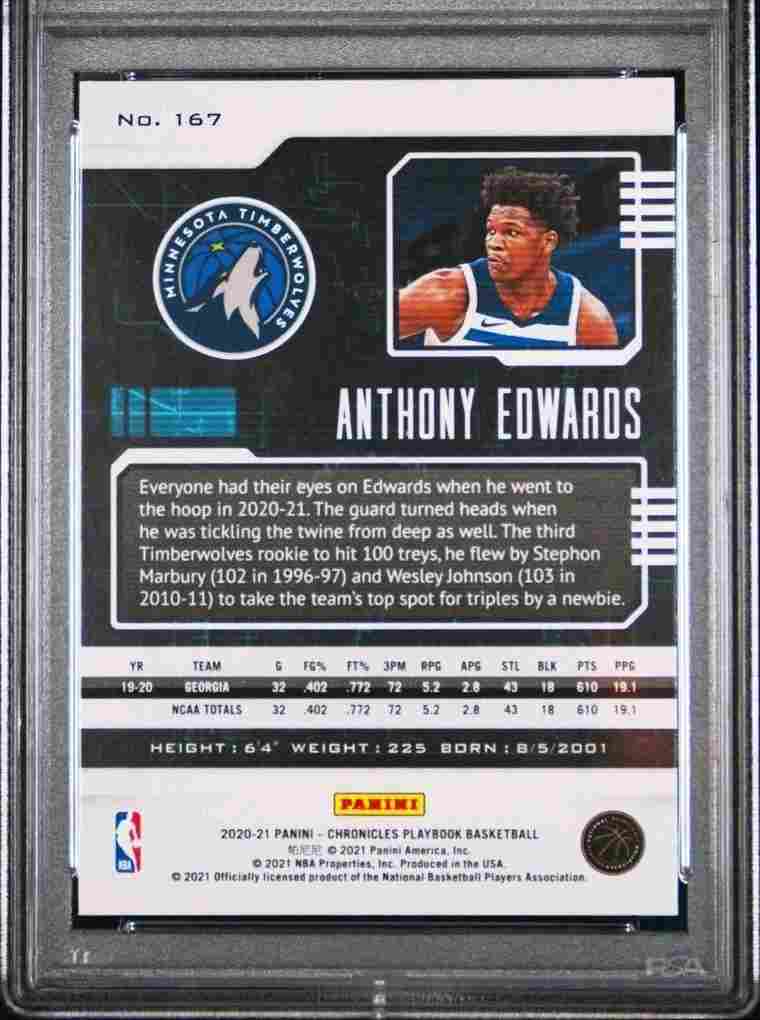 No. 167
MINNESOTA TIMBERWOLVES
ANTHONY EDWARDS
Everyone had their eyes on Edwards when he went to
the hoop in 2020-21. The guard turned heads when
he was tickling the twine from deep as well. The third
Timberwolves rookie to hit 100 treys, he flew by Stephon
Marbury (102 in 1996-97) and Wesley Johnson (103 in
2010-11) to take the team's top spot for triples by a newbie.
YR TEAM G FG% FT% 3PM RPG APG STL BLK PTS PPG
19-20 GEORGIA 32 .402 .772 72 5.2 2.8 43 18 610 19.1
NCAA TOTALS 32 .402 .772 72 5.2 2.8 43 18 610 19.1
HEIGHT: 6'4" WEIGHT: 225 BORN: 8/5/2001
PANINI
2020-21 PANINI - CHRONICLES PLAYBOOK BASKETBALL
帕尼尼 © 2021 Panini America, Inc.
© 2021 NBA Properties, Inc. Produced in the USA.
© 2021 Officially licensed product of the National Basketball Players Association.
NBA
PSA